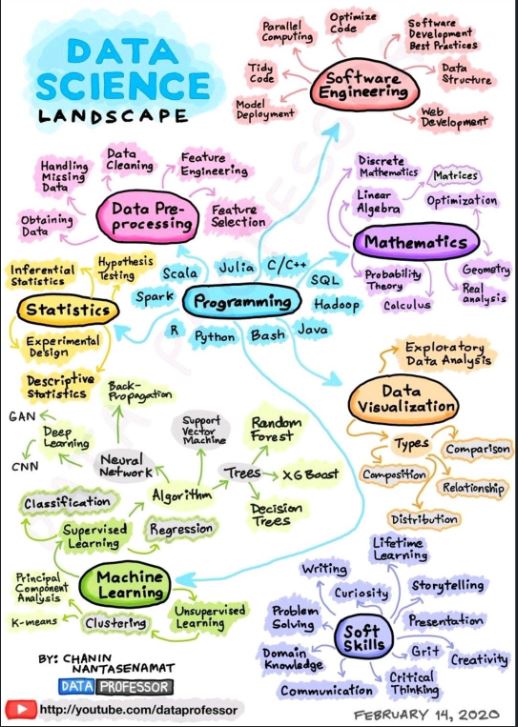 DATA
SCIENCE
LANDSCAPE
Parallel
Computing
Optimize
Code
Software
Development
Best Practices
Tidy
Code
Software
Engineering
Data
Structure
Model
Deployment
Web
Development
Handling
Missing
Data
Data
Cleaning
Feature
Engineering
Obtaining
Data
Data Pre-
processing
Feature
Selection
Discrete
Mathematics
Matrices
Linear
Algebra
Optimization
Mathematics
Probability
Theory
Calculus
Geometry
Real
analysis
Inferential
Statistics
Hypothesis
Testing
Statistics
Experimental
Design
Descriptive
Statistics
Scala
Julia
C/C++
SQL
Spark
Programming
Hadoop
R
Python
Bash
Java
Exploratory
Data Analysis
Data
Visualization
Types
Comparison
Composition
Relationship
Distribution
Back-
Propagation
GAN
Deep
Learning
CNN
Neural
Network
Support
Vector
Machine
Random
Forest
Trees
XG Boast
Algorithm
Decision
Trees
Classification
Supervised
Learning
Regression
Principal
Component
Analysis
Machine
Learning
K-means
Clustering
Unsupervised
Learning
Lifetime
Learning
Writing
Curiosity
Storytelling
Problem
Solving
Soft
Skills
Presentation
Domain
Knowledge
Grit
Creativity
Communication
Critical
Thinking
BY: CHANIN
NANTASENAMAT
DATA PROFESSOR
http://youtube.com/dataprofessor
FEBRUARY 14, 2020